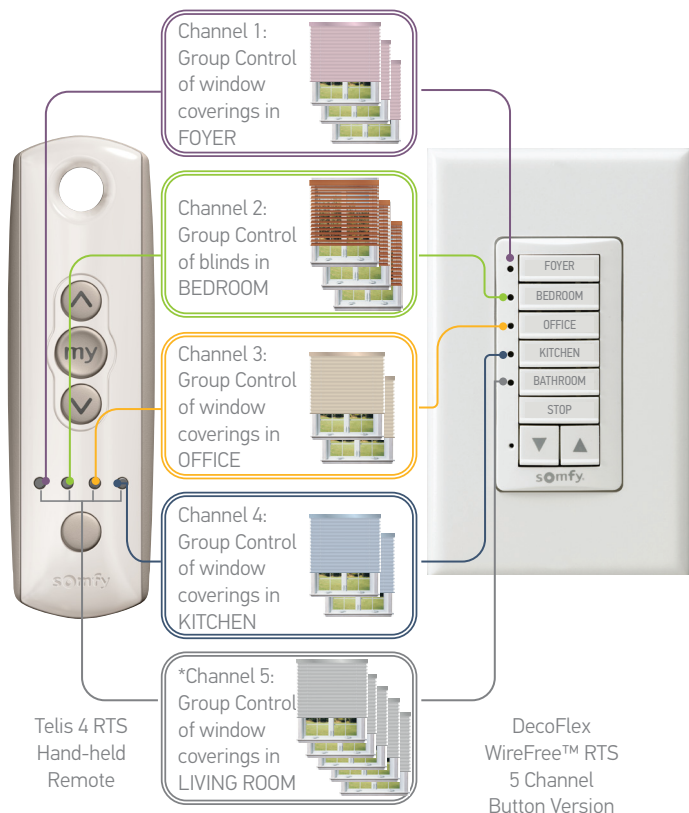 Channel 1:
Group Control
of window
coverings in
FOYER
Channel 2:
Group Control
of blinds in
BEDROOM
Channel 3:
Group Control
of window
coverings in
OFFICE
Channel 4:
Group Control
of window
coverings in
KITCHEN
*Channel 5:
Group Control
of window
coverings in
LIVING ROOM
my
somfy
Telis 4 RTS
Hand-held
Remote
FOYER
BEDROOM
OFFICE
KITCHEN
BATHROOM
STOP
somfy.
DecoFlex
WireFree™ RTS
5 Channel
Button Version